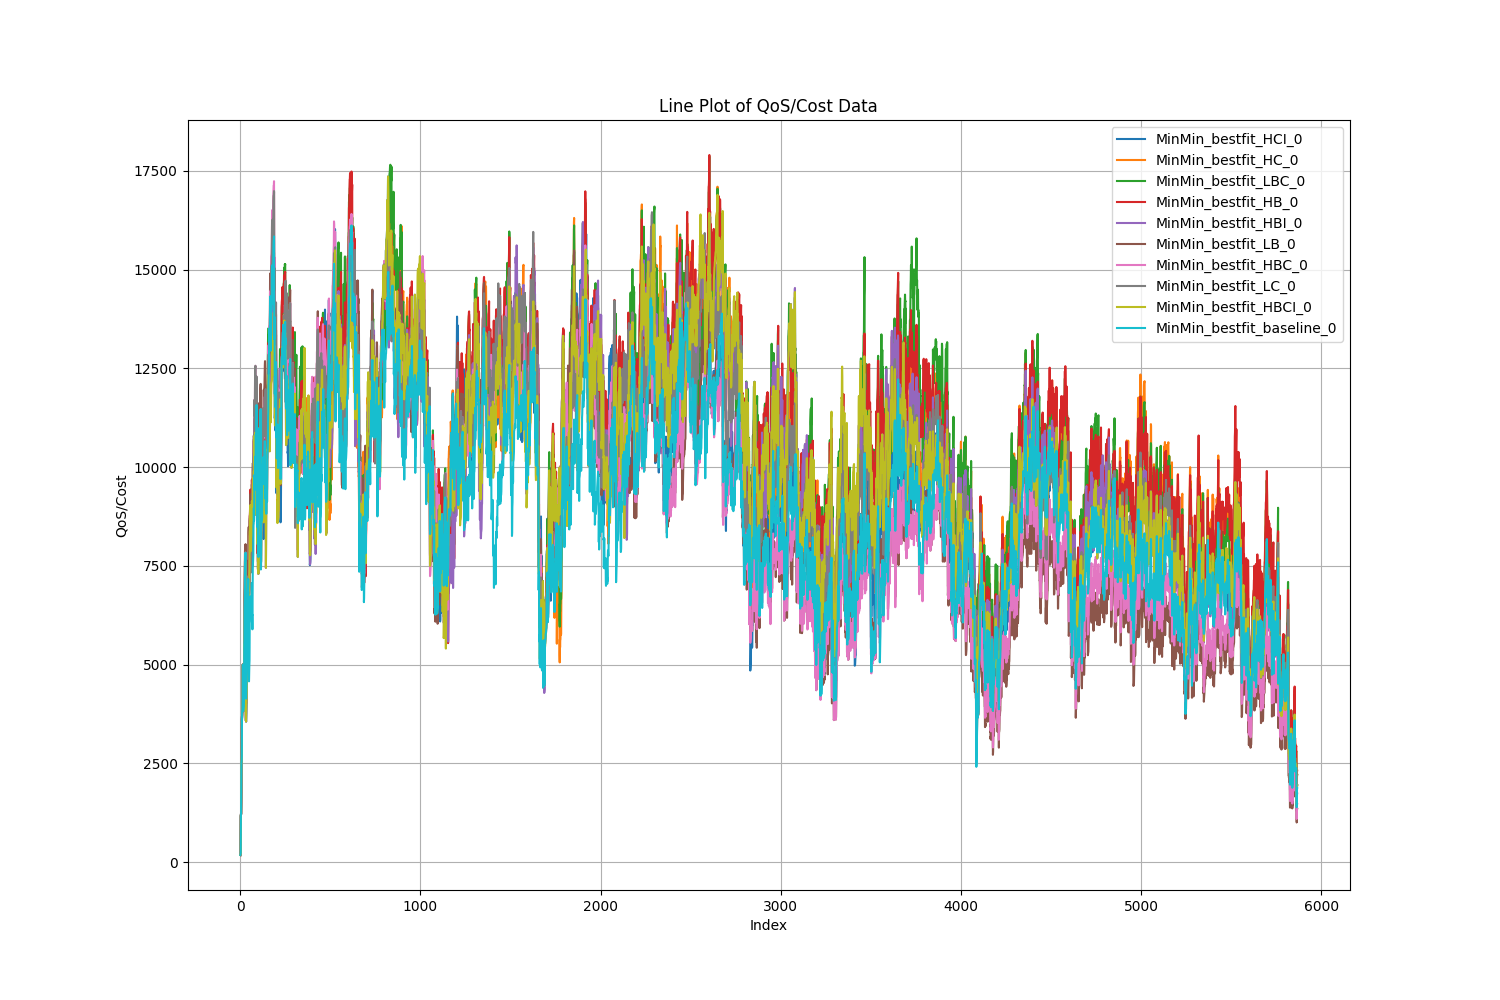 Line Plot of QoS/Cost Data
MinMin_bestfit_HCI_0
MinMin_bestfit_HC_0
MinMin_bestfit_LBC_0
MinMin_bestfit_HB_0
MinMin_bestfit_HBI_0
MinMin_bestfit_LB_0
MinMin_bestfit_HBC_0
MinMin_bestfit_LC_0
MinMin_bestfit_HBCI_0
MinMin_bestfit_baseline_0
17500
15000
12500
10000
7500
5000
2500
0
QoS/Cost
0 1000 2000 3000 4000 5000 6000
Index